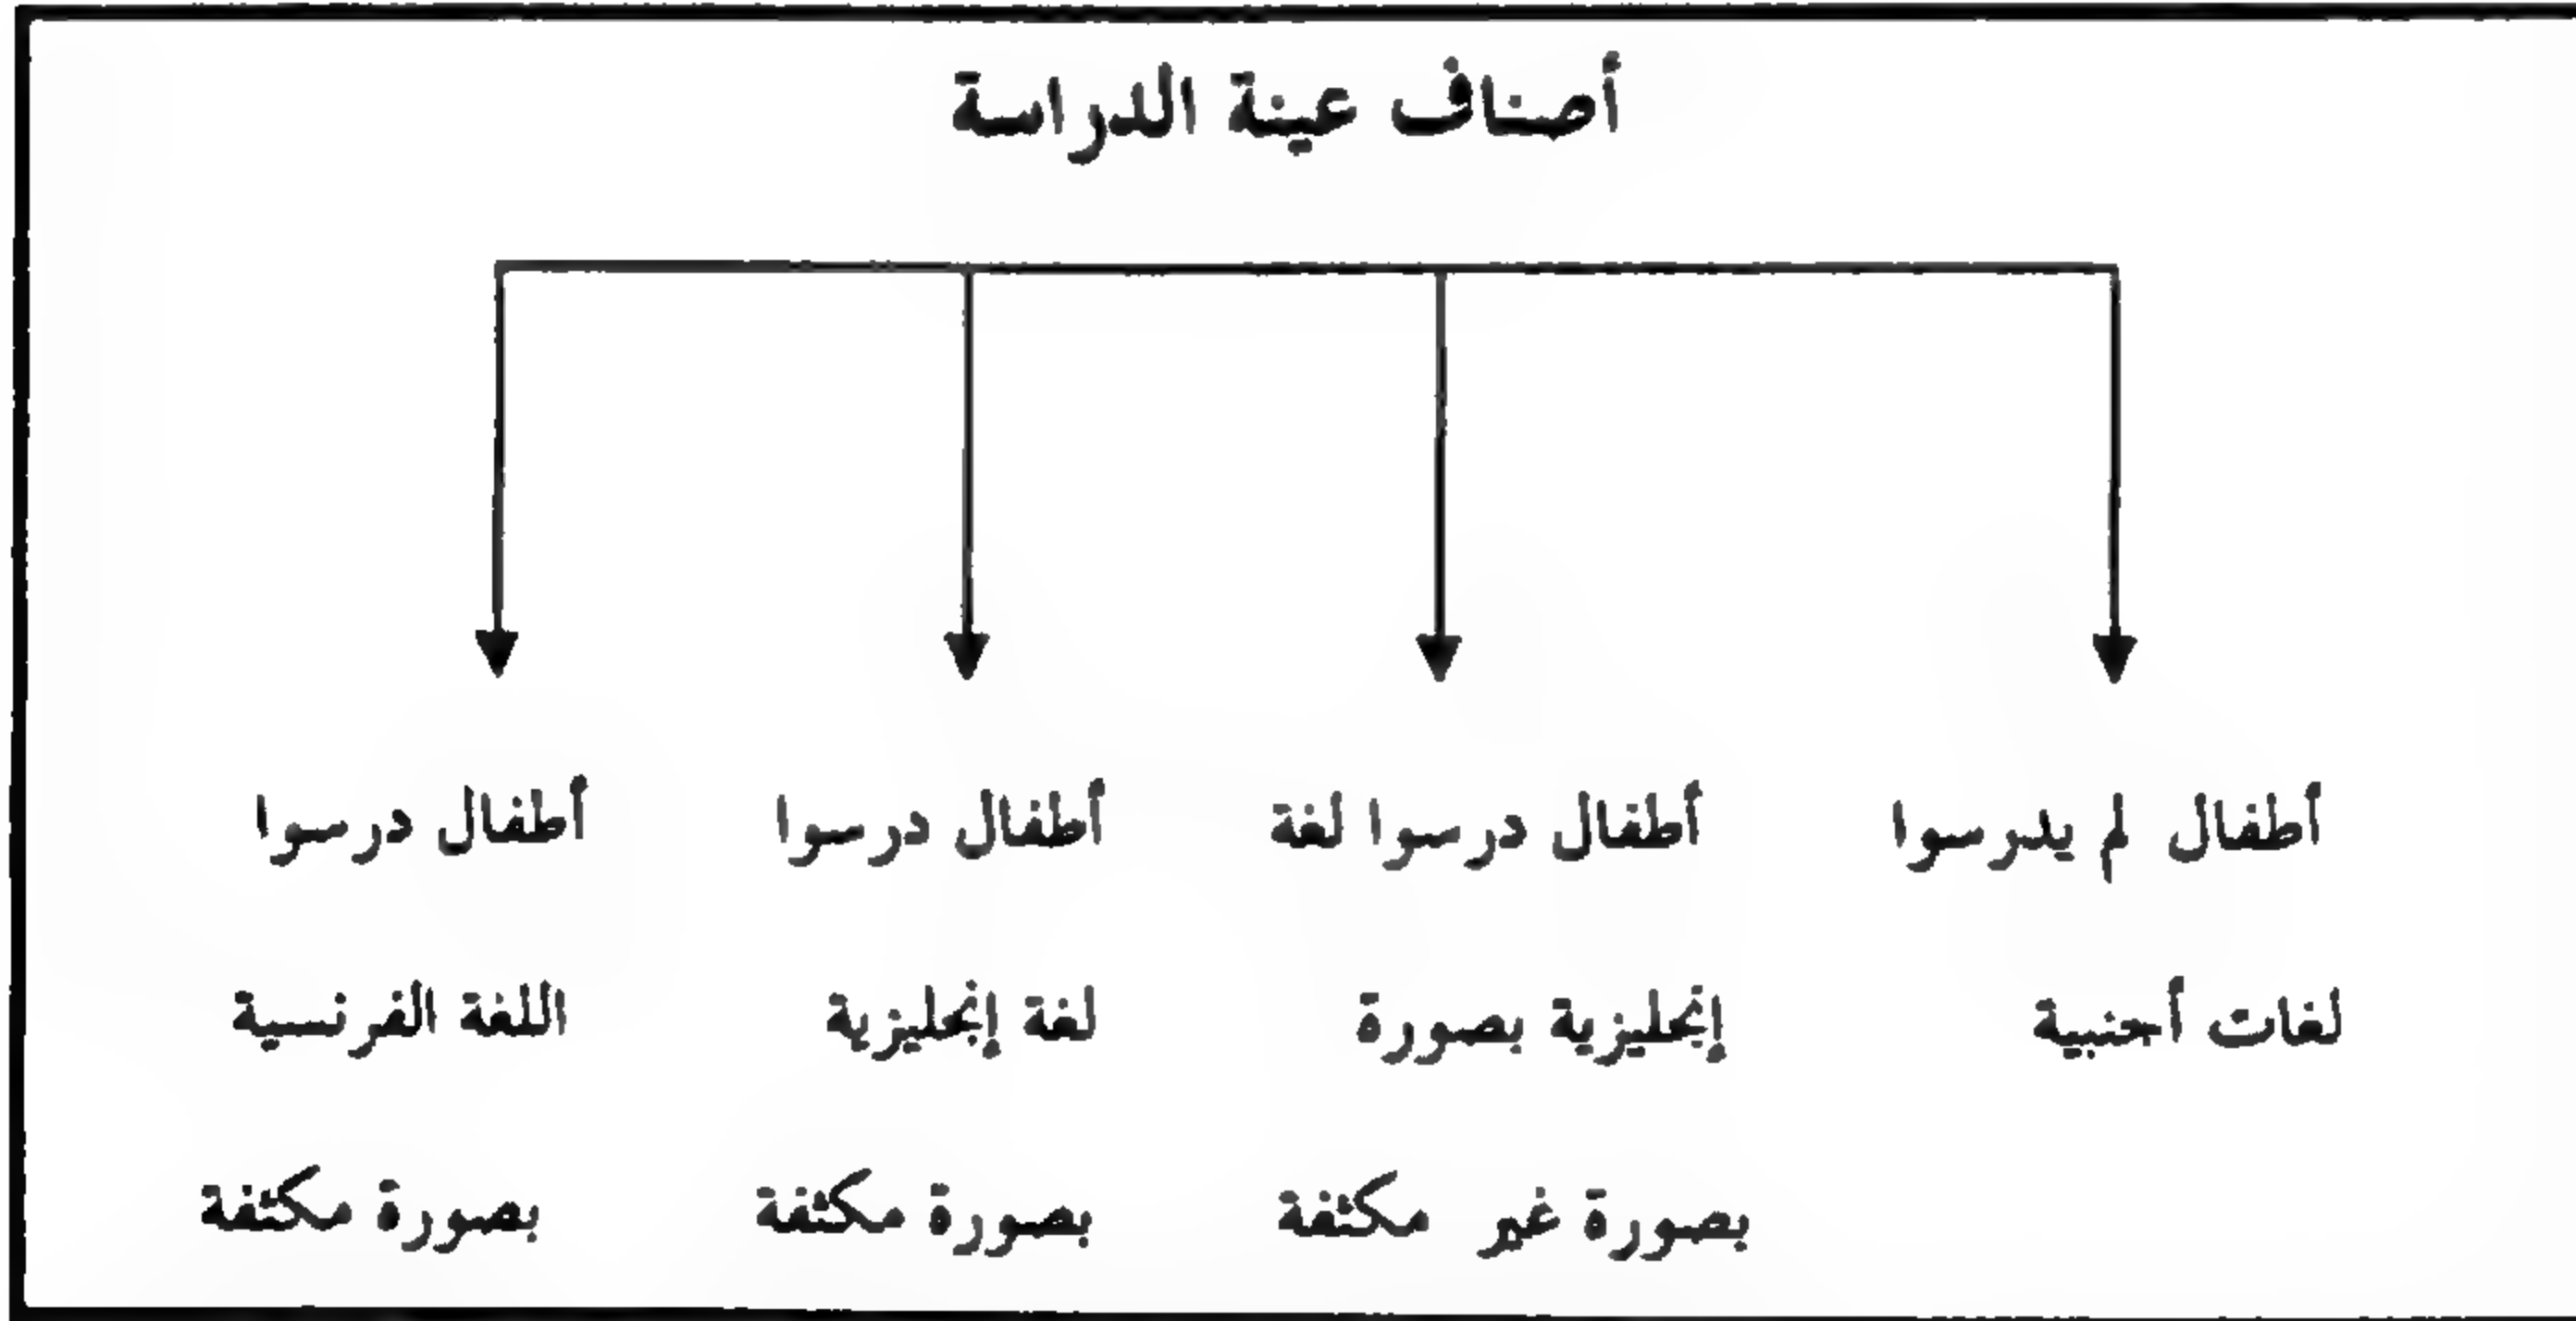 أصناف عينة الدراسة
أطفال لم يدرسوا
لغات أجنبية
أطفال درسوا لغة
إنجليزية بصورة
بصورة غير مكثفة
أطفال درسوا
لغة إنجليزية
بصورة مكثفة
أطفال درسوا
اللغة الفرنسية
بصورة مكثفة